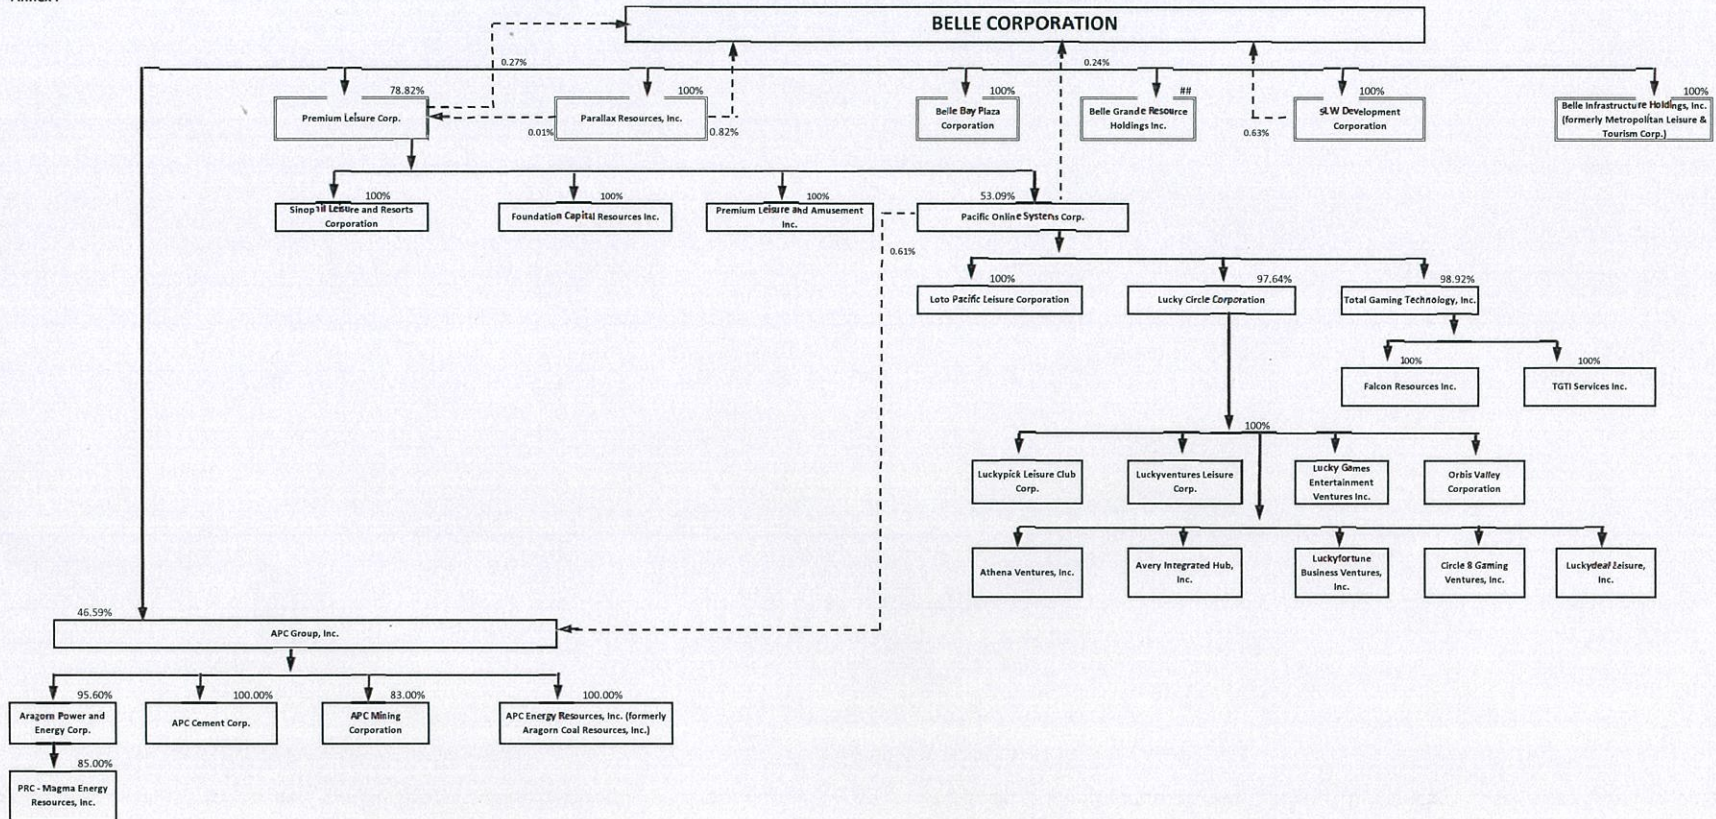 BELLE CORPORATION
0.27%
0.24%
78.82%
100%
100%
##
100%
100%
Premium Leisure Corp.
Parallax Resources, Inc.
Belle Bay Plaza
Corporation
Belle Grande Resource
Holdings Inc.
SLW Development
Corporation
Belle Infrastructure Holdings, Inc.
(formerly Metropolitan Leisure &
Tourism Corp.)
0.01%
0.82%
0.63%
100%
100%
100%
53.09%
Leisure and Resorts
Corporation
Foundation Capital Resources Inc.
Premium Leisure and Amusement
Inc.
Pacific Online Systems Corp.
0.61%
100%
97.64%
98.92%
Loto Pacific Leisure Corporation
Lucky Circle Corporation
Total Gaming Technology, Inc.
100%
100%
Falcon Resources Inc.
TGTI Services Inc.
100%
Luckypick Leisure Club
Corp.
Luckyventures Leisure
Corp.
Lucky Games
Entertainment
Ventures Inc.
Orbis Valley
Corporation
Athena Ventures, Inc.
Avery Integrated Hub,
Inc.
Luckyfortune
Business Ventures,
Inc.
Circle 8 Gaming
Ventures, Inc.
Luckydeal Leisure,
Inc.
46.59%
APC Group, Inc.
95.60%
100.00%
83.00%
100.00%
Aragorn Power and
Energy Corp.
APC Cement Corp.
APC Mining
Corporation
APC Energy Resources, Inc. (formerly
Aragorn Coal Resources, Inc.)
85.00%
PRC - Magma Energy
Resources, Inc.